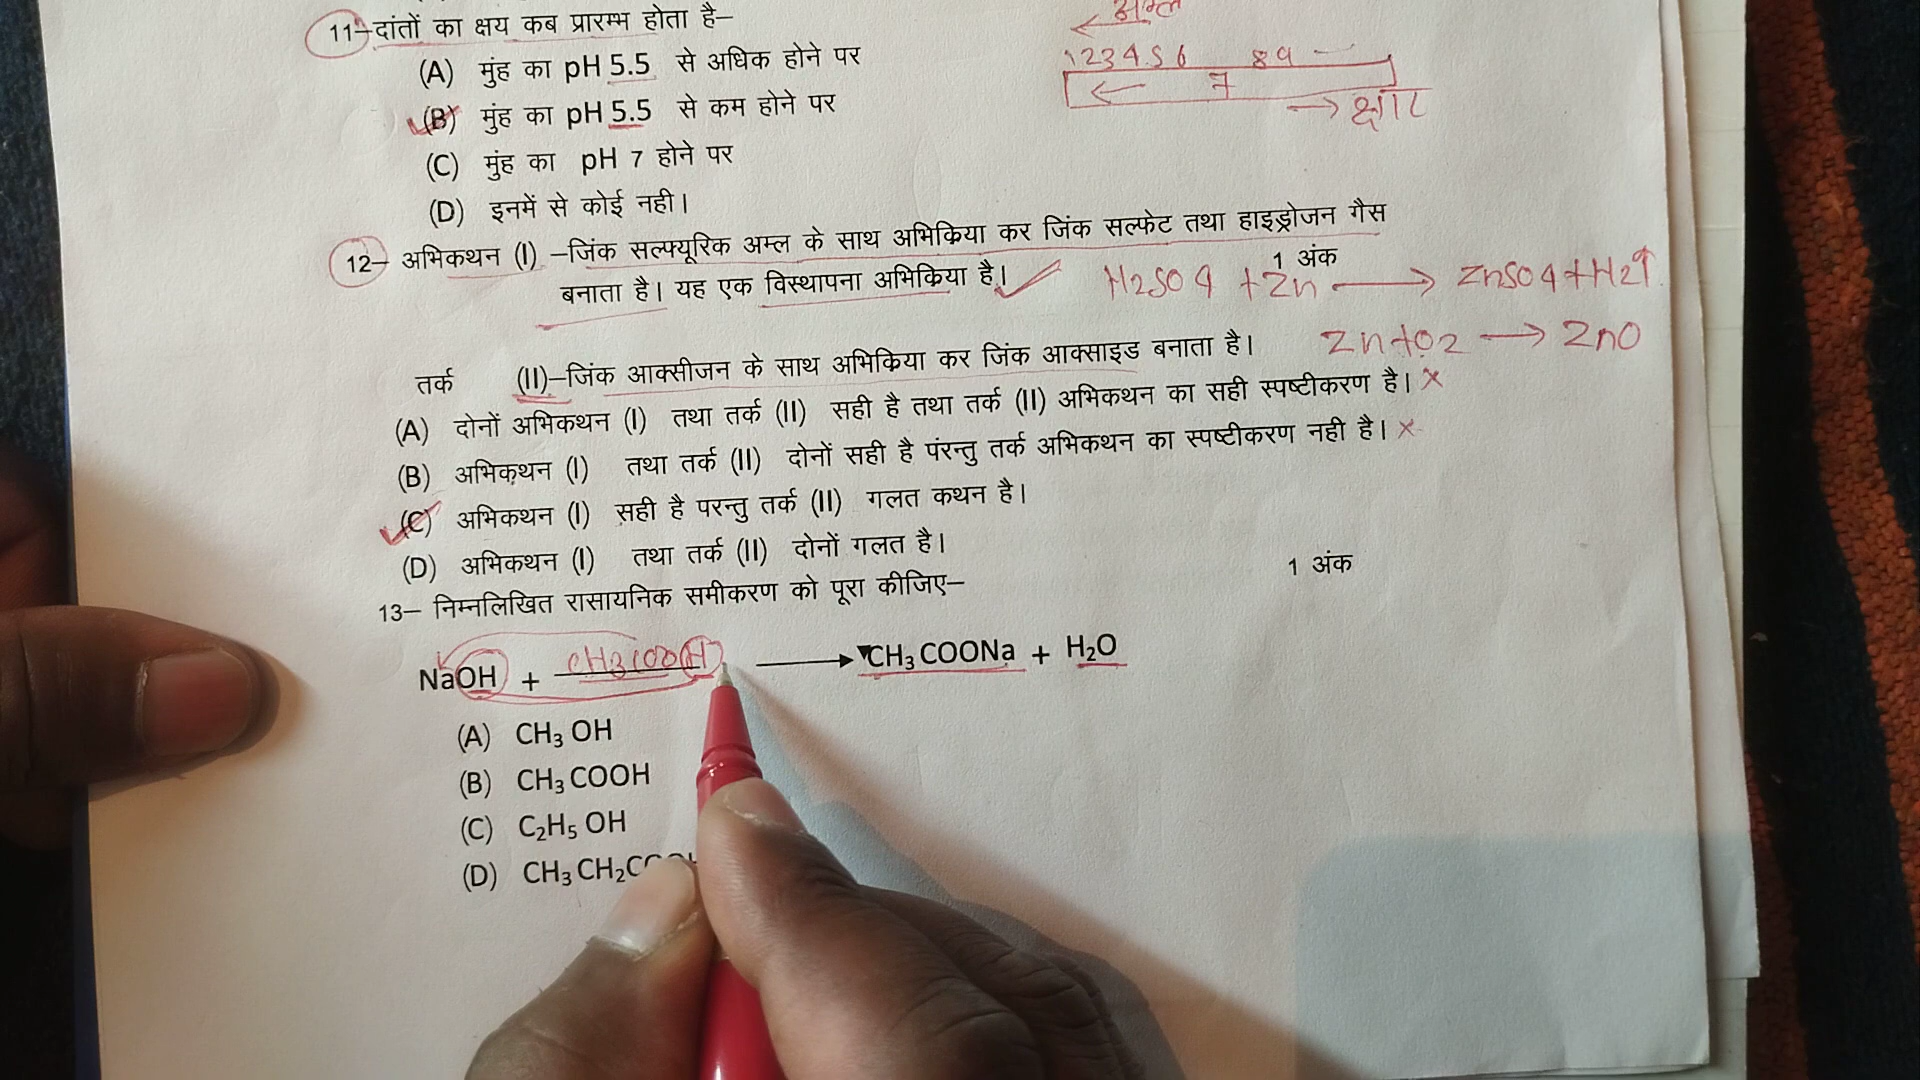 11– दांतों का क्षय कब प्रारम्भ होता है–
(A) मुंह का pH 5.5 से अधिक होने पर
(B) मुंह का pH 5.5 से कम होने पर
(C) मुंह का pH 7 होने पर
(D) इनमें से कोई नही।
अम्ल
1 2 3 4 5 6 8 9
7
→ क्षार
12– अभिकथन (I) –जिंक सल्फ्यूरिक अम्ल के साथ अभिकिया कर जिंक सल्फेट तथा हाइड्रोजन गैस
1 अंक
बनाता है। यह एक विस्थापना अभिकिया है।
H2SO4 + Zn → ZnSO4 + H2↑
तर्क (II)–जिंक आक्सीजन के साथ अभिकिया कर जिंक आक्साइड बनाता है।
Zn + O2 → ZnO
(A) दोनों अभिकथन (I) तथा तर्क (II) सही है तथा तर्क (II) अभिकथन का सही स्पष्टीकरण है। ×
(B) अभिकथन (I) तथा तर्क (II) दोनों सही है पंरन्तु तर्क अभिकथन का स्पष्टीकरण नही है। ×
(C) अभिकथन (I) सही है परन्तु तर्क (II) गलत कथन है।
(D) अभिकथन (I) तथा तर्क (II) दोनों गलत है।
13– निम्नलिखित रासायनिक समीकरण को पूरा कीजिए–
1 अंक
NaOH + CH3COOH → CH₃COONa + H₂O
(A) CH₃ OH
(B) CH₃ COOH
(C) C₂H₅ OH
(D) CH₃ CH₂